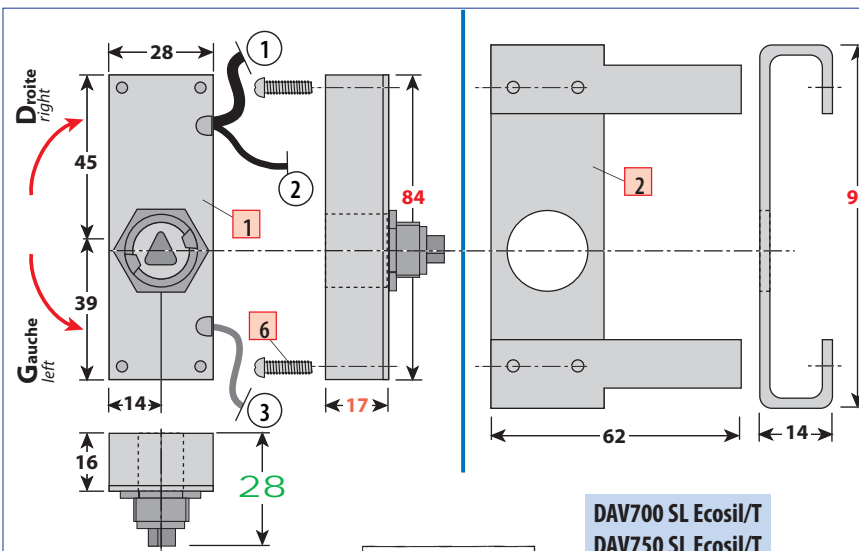 28
1
Droite
right
45
2
1
84
2
9
39
Gauche
left
6
14
3
17
62
14
16
28
DAV700 SL Ecosil/T
DAV750 SL Ecosil/T